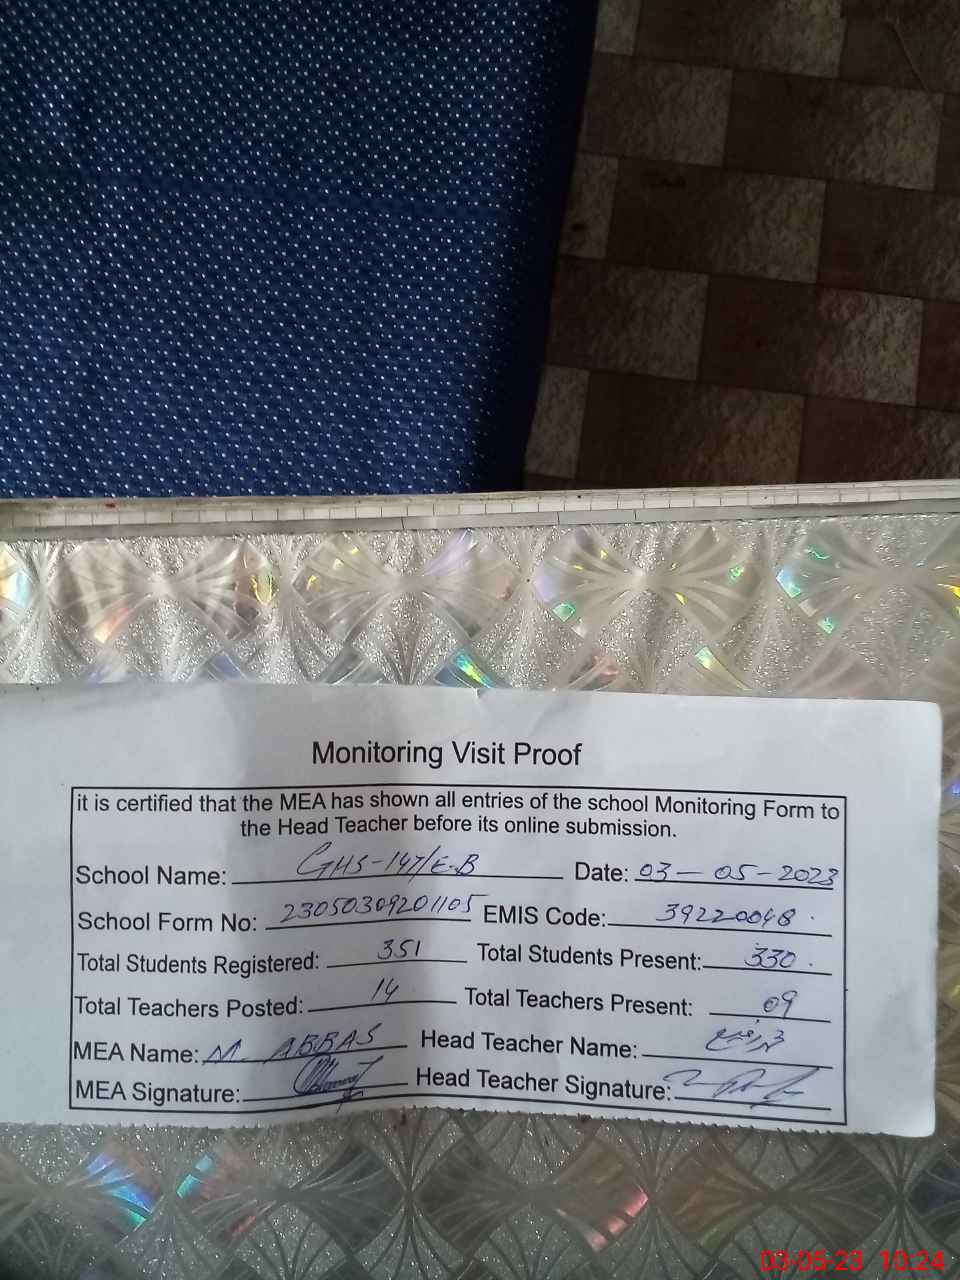 Monitoring Visit Proof
it is certified that the MEA has shown all entries of the school Monitoring Form to
the Head Teacher before its online submission.
School Name: GHS-147/E-B Date: 03-05-2023
School Form No: 23050309201105 EMIS Code: 39220048
Total Students Registered: 351 Total Students Present: 330
Total Teachers Posted: 14 Total Teachers Present: 09
MEA Name: M. ABBAS Head Teacher Name:
MEA Signature: Head Teacher Signature:
03-05-23 10:24